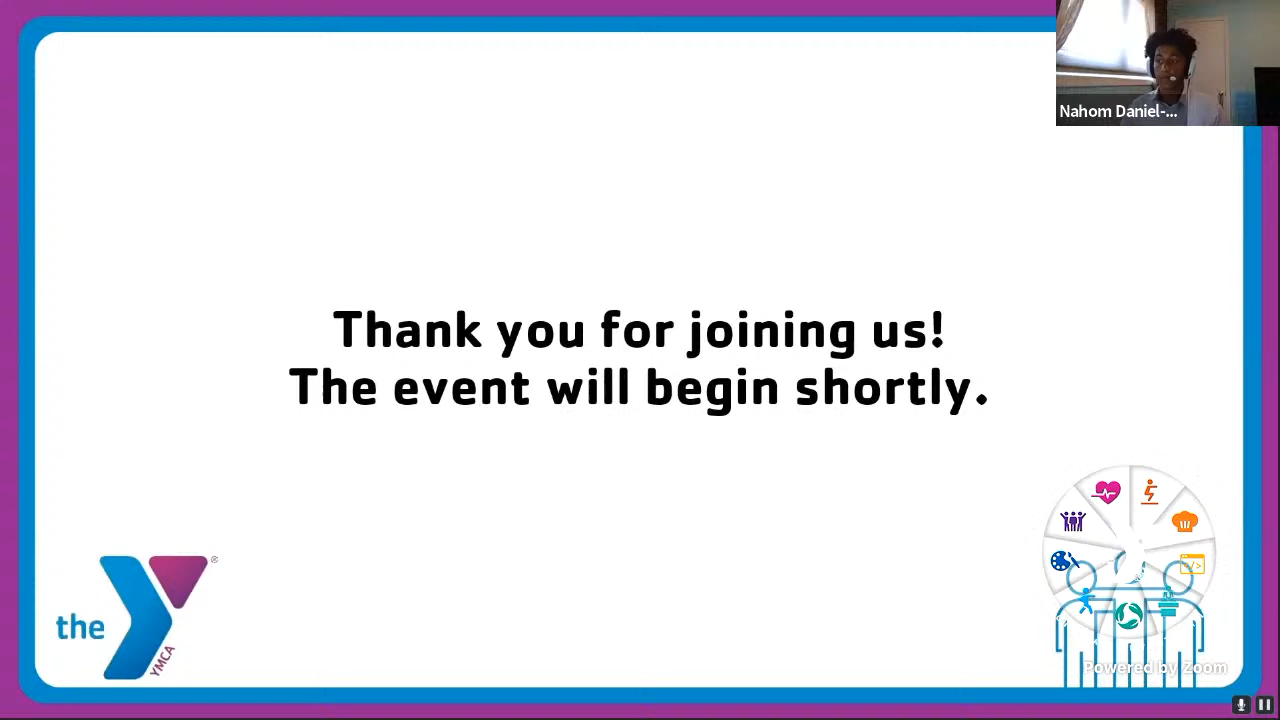 Nahom Daniel-...
Thank you for joining us!
The event will begin shortly.
the
YMCA
®
</>
Powered by Zoom